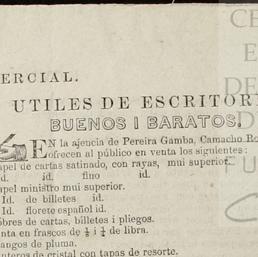 ERCIAL.
UTILES DE ESCRITORI
BUENOS I BARATOS.
EN la ajencia de Pereira Gamba, Camacho Ro
ofrecen al público en venta los siguientes:
apel de cartas satinado, con rayas, mui superior.
id. id. fino id.
apel ministro mui superior.
Id. de billetes id.
Id. florete español id.
obres de cartas, billetes i pliegos.
nta en frascos de ½ i ¼ de libra.
angos de pluma.
nteros de cristal con tapas de resorte.